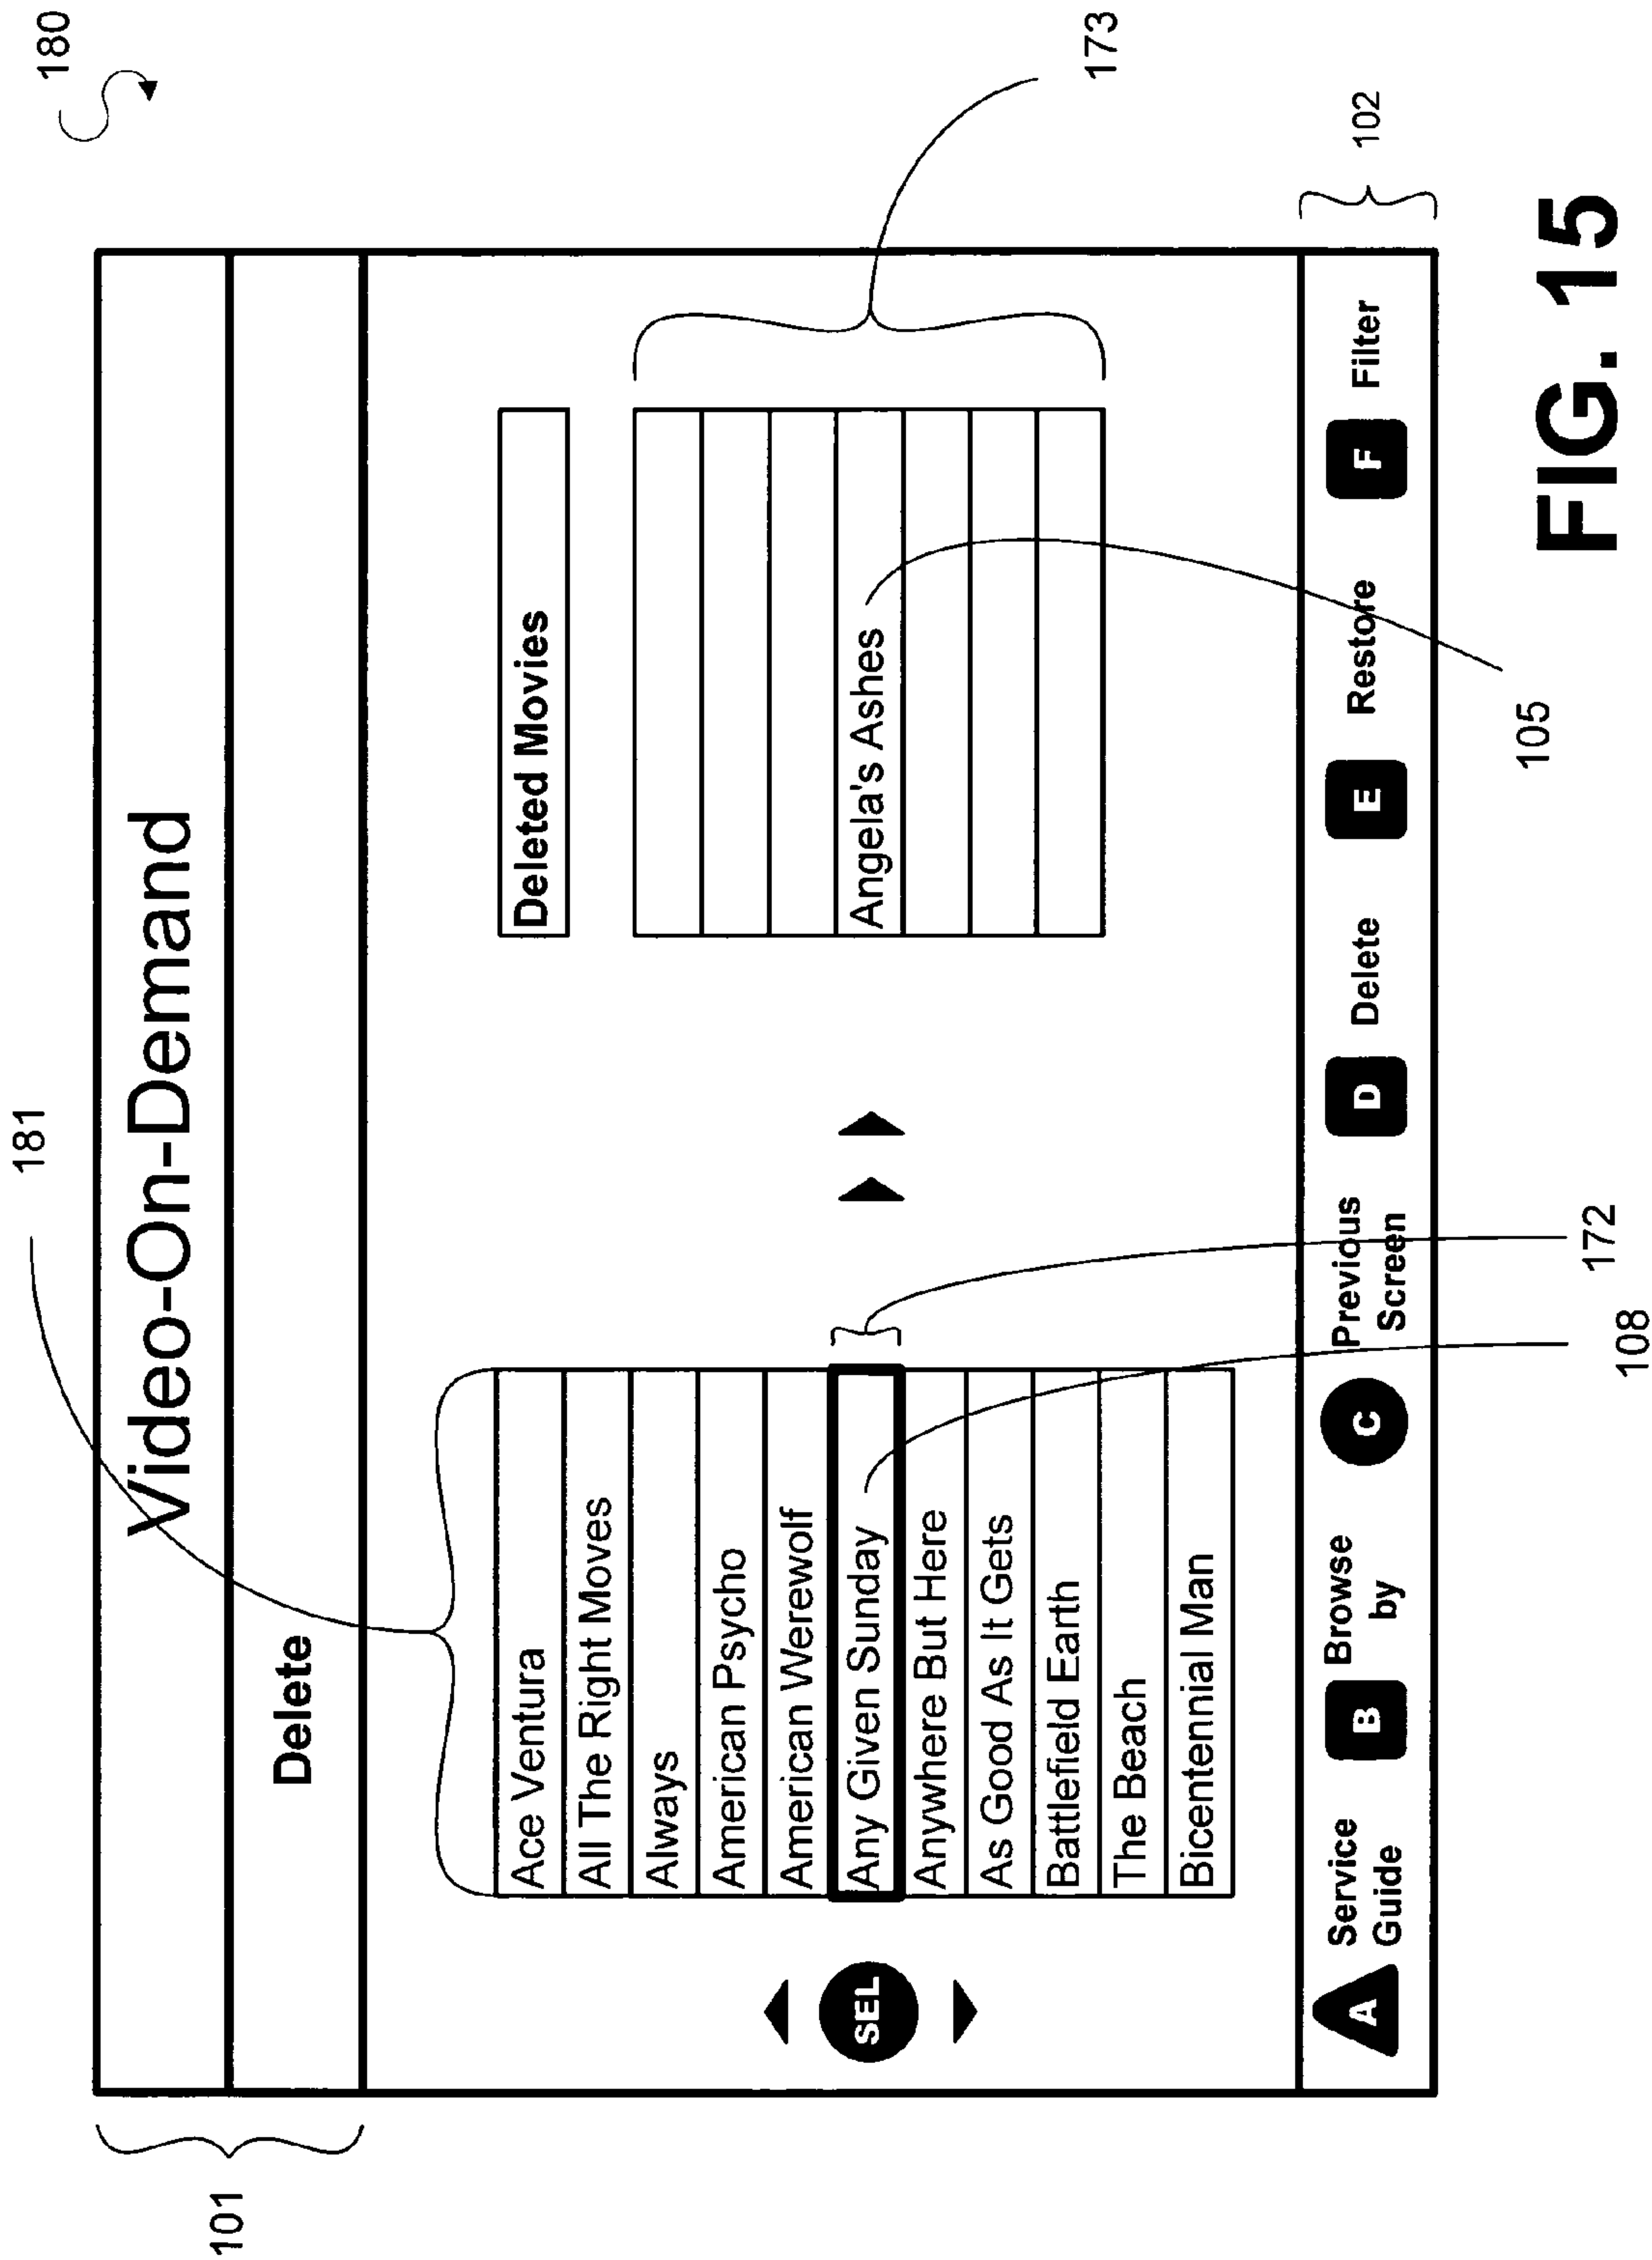 180
181
Video-On-Demand
101
Delete
Ace Ventura
All The Right Moves
Always
American Psycho
American Werewolf
Any Given Sunday
Anywhere But Here
As Good As It Gets
Battlefield Earth
The Beach
Bicentennial Man
SEL
Deleted Movies
Angela's Ashes
173
A Service
Guide
B Browse
by
C Previous
Screen
D Delete
E Restore
F Filter
102
108
172
105
FIG. 15